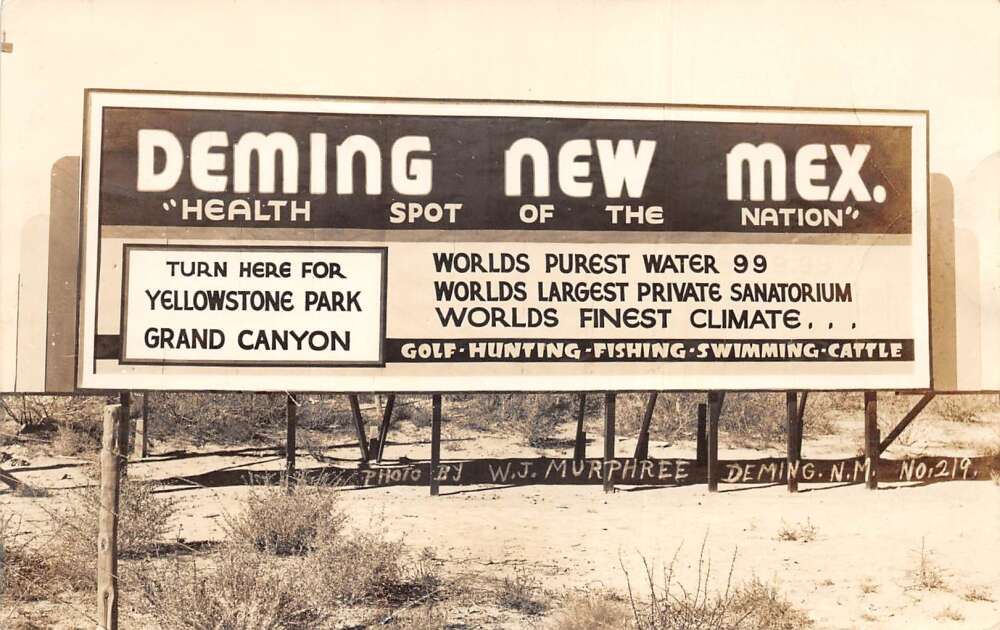 DEMING NEW MEX.
"HEALTH SPOT OF THE NATION"
TURN HERE FOR
YELLOWSTONE PARK
GRAND CANYON
WORLDS PUREST WATER 99
WORLDS LARGEST PRIVATE SANATORIUM
WORLDS FINEST CLIMATE...
GOLF-HUNTING-FISHING-SWIMMING-CATTLE
PHOTO BY W.J. MURPHREE DEMING. N.M. NO.219.